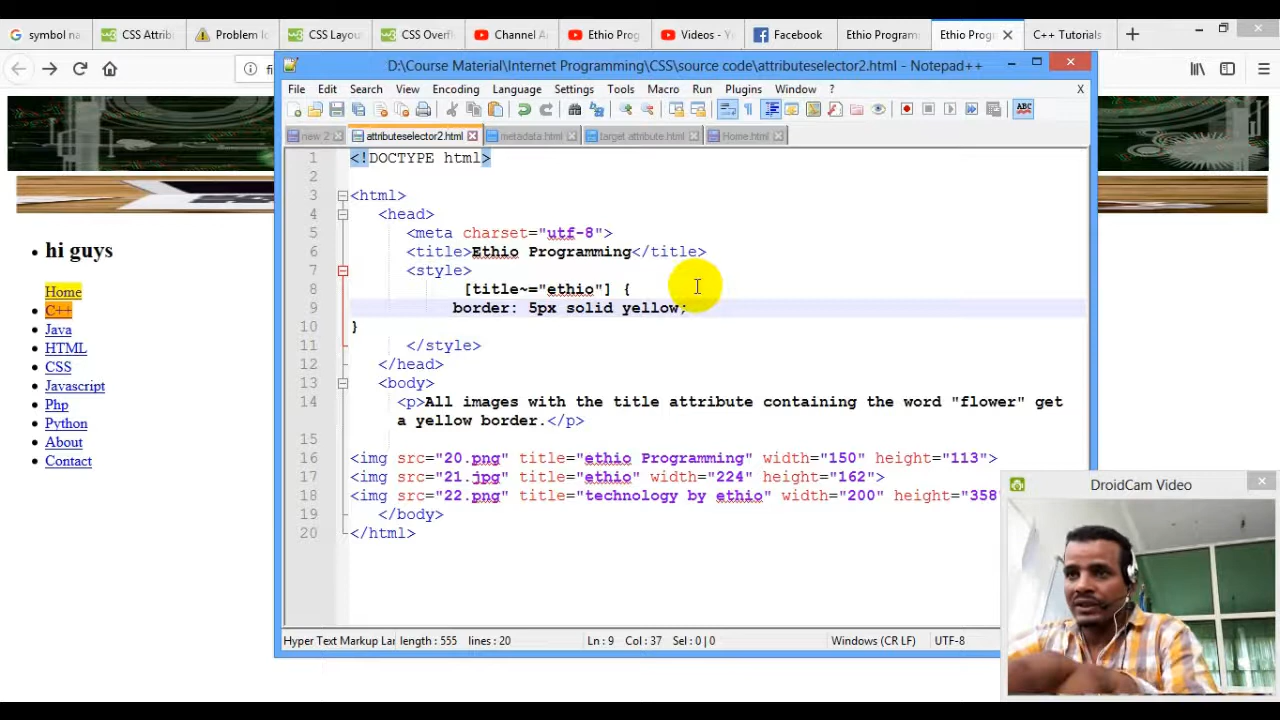 symbol na
CSS Attrib
Problem lo
CSS Layou
CSS Overfl
Channel A
Ethio Prog
Videos - Y
Facebook
Ethio Programi
Ethio Progr
C++ Tutorials
D:\Course Material\Internet Programming\CSS\source code\attributeselector2.html - Notepad++
fi
File Edit Search View Encoding Language Settings Tools Macro Run Plugins Window ? X
new 2
attributeselector2.html
metadata.html
target attribute.html
Home.html
1 <!DOCTYPE html>
2
3 <html>
4 <head>
5 <meta charset="utf-8">
6 <title>Ethio Programming</title>
7 <style>
8 [title~="ethio"] {
9 border: 5px solid yellow;
10 }
11 </style>
12 </head>
13 <body>
14 <p>All images with the title attribute containing the word "flower" get
a yellow border.</p>
15
16 <img src="20.png" title="ethio Programming" width="150" height="113">
17 <img src="21.jpg" title="ethio" width="224" height="162">
18 <img src="22.png" title="technology by ethio" width="200" height="358"
19 </body>
20 </html>
hi guys
Home
C++
Java
HTML
CSS
Javascript
Php
Python
About
Contact
DroidCam Video
Hyper Text Markup Lar length : 555 lines : 20 Ln : 9 Col : 37 Sel : 0 | 0 Windows (CR LF) UTF-8